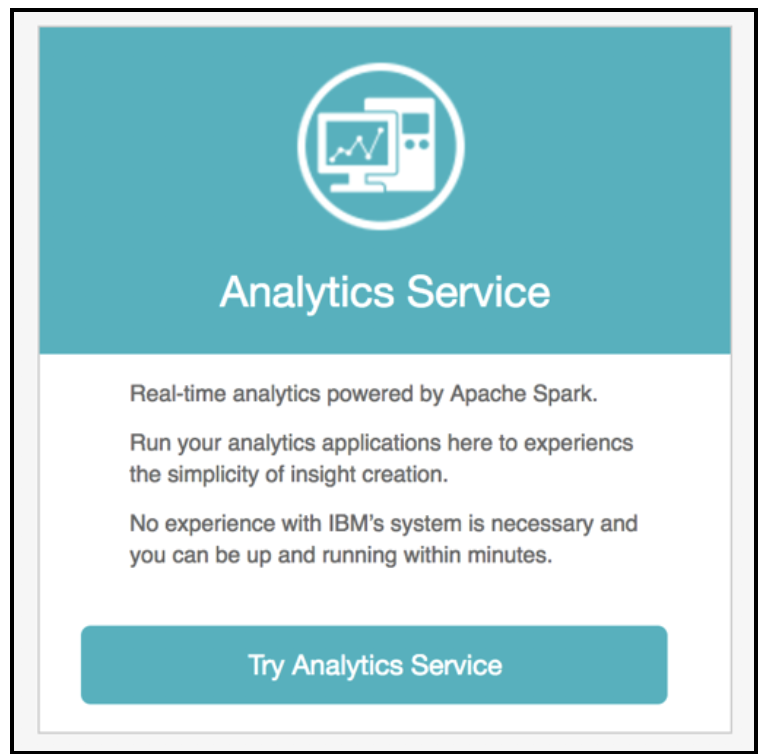 Analytics Service
Real-time analytics powered by Apache Spark.
Run your analytics applications here to experiencs
the simplicity of insight creation.
No experience with IBM's system is necessary and
you can be up and running within minutes.
Try Analytics Service